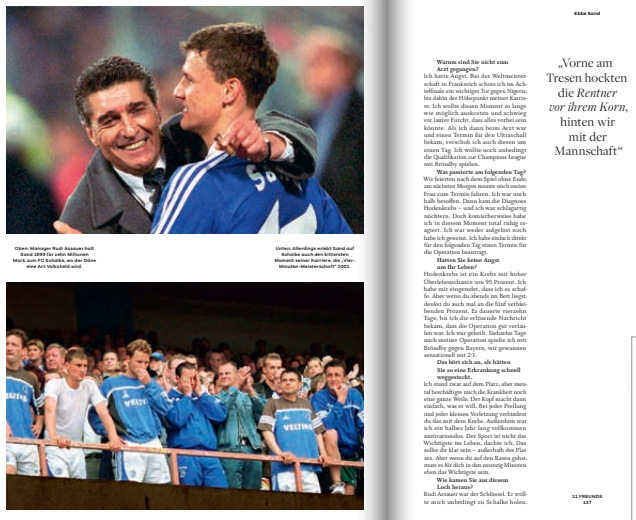 Ebbe Sand
Oben: Manager Rudi Assauer holt
Sand 1999 für zehn Millionen
Mark zum FC Schalke, wo der Däne
eine Art Volksheld wird.
Unten: Allerdings erlebt Sand auf
Schalke auch den bittersten
Moment seiner Karriere, die „Vier-
Minuten-Meisterschaft“ 2001.
VELTINS
VELTINS
Warum sind Sie nicht zum
Arzt gegangen?
Ich hatte Angst. Bei der Weltmeister-
schaft in Frankreich schoss ich im Ach-
telfinale ein wichtiges Tor gegen Nigeria,
bis dahin der Höhepunkt meiner Karrie-
re. Ich wollte diesen Moment so lange
wie möglich auskosten und schwieg
vor lauter Furcht, dass alles vorbei sein
könnte. Als ich dann beim Arzt war
und einen Termin für den Ultraschall
bekam, verschob ich auch diesen um
einen Tag. Ich wollte noch unbedingt
die Qualifikation zur Champions League
mit Bröndby spielen.
Was passierte am folgenden Tag?
Wir feierten nach dem Spiel ohne Ende,
am nächsten Morgen musste mich meine
Frau zum Termin fahren. Ich war noch
halb besoffen. Dann kam die Diagnose
Hodenkrebs – und ich war schlagartig
nüchtern. Doch komischerweise habe
ich in diesem Moment total ruhig re-
agiert. Ich war weder aufgelöst noch
habe ich geweint. Ich habe einfach direkt
für den folgenden Tag einen Termin für
die Operation beantragt.
Hatten Sie keine Angst
um Ihr Leben?
Hodenkrebs ist ein Krebs mit hoher
Überlebenschance von 95 Prozent. Ich
habe mir eingeredet, dass ich es schaf-
fe. Aber wenn du abends im Bett liegst,
denkst du auch mal an die fünf verblei-
benden Prozent. Es dauerte vierzehn
Tage, bis ich die erlösende Nachricht
bekam, dass die Operation gut verlau-
fen war. Ich war geheilt. Siebzehn Tage
nach meiner Operation spielte ich mit
Bröndby gegen Bayern, wir gewannen
sensationell mit 2:1.
Das hört sich an, als hätten
Sie so eine Erkrankung schnell
weggesteckt.
Ich stand zwar auf dem Platz, aber men-
tal beschäftigte mich die Krankheit noch
eine ganze Weile. Der Kopf macht dann
einfach, was er will. Bei jeder Prellung
und jeder kleinen Verletzung verbindest
du das mit dem Krebs. Außerdem war
ich ein halbes Jahr lang vollkommen
motivationslos. Der Sport ist nicht das
Wichtigste im Leben, dachte ich. Das
sollte dir klar sein – außerhalb des Plat-
zes. Aber wenn du auf den Rasen gehst,
muss es für dich in den neunzig Minuten
eben das Wichtigste sein.
Wie kamen Sie aus diesem
Loch heraus?
Rudi Assauer war der Schlüssel. Er woll-
te mich unbedingt zu Schalke holen.
„Vorne am
Tresen hockten
die Rentner
vor ihrem Korn,
hinten wir
mit der
Mannschaft“
11 FREUNDE
137